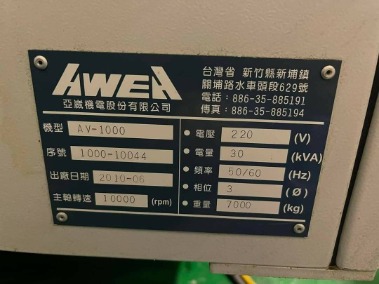 AWEA
亞崴機電股份有限公司
台灣省 新竹縣新埔鎮
關埔路水車頭段629號
電話：886-35-885191
傳真：886-35-885194
機型 AV-1000
序號 1000-10044
出廠日期 2010-06
主軸轉速 10000 (rpm)
• 電壓 220 (V)
• 電量 30 (kVA)
• 頻率 50/60 (Hz)
• 相位 3 (Ø)
• 重量 7000 (kg)